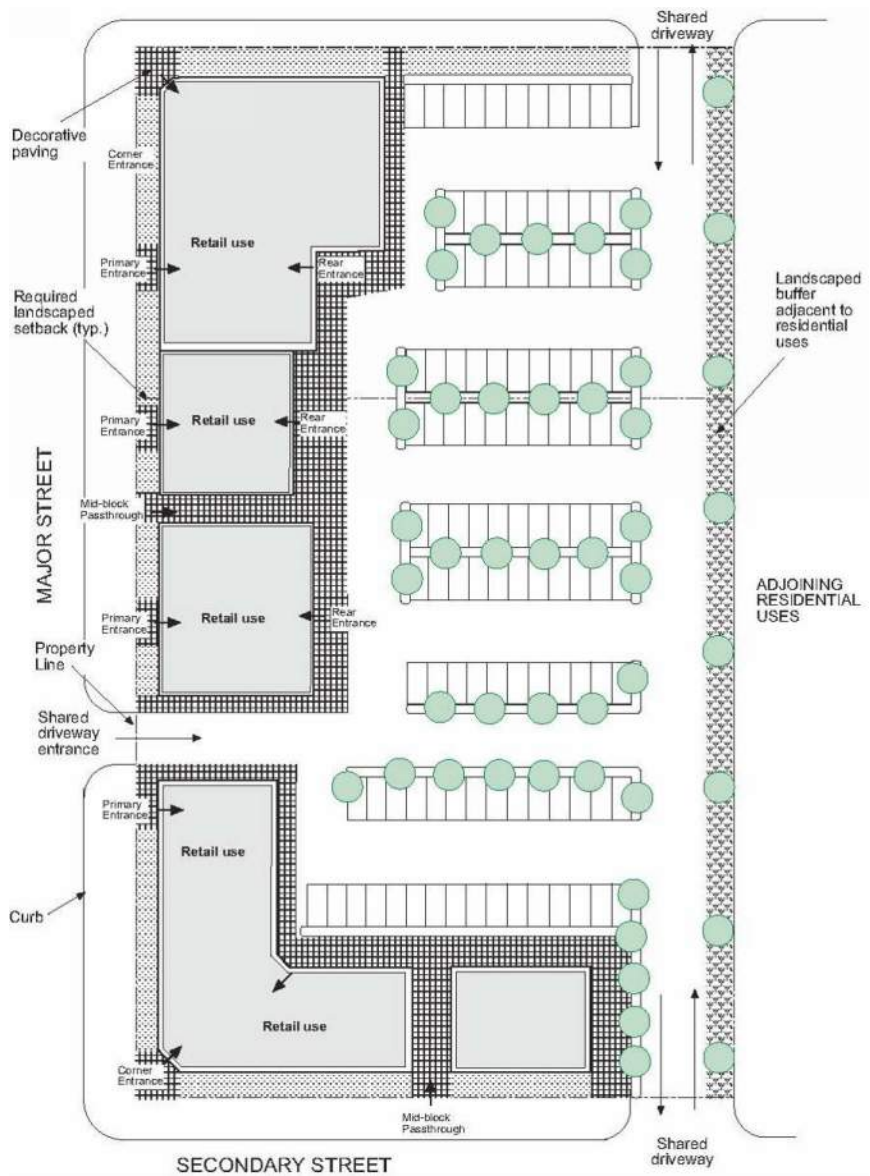 Shared
driveway
Decorative
paving
Corner
Entrance
Retail use
Primary
Entrance
Rear
Entrance
Required
landscaped
setback (typ.)
Landscaped
buffer
adjacent to
residential
uses
Retail use
Primary
Entrance
Rear
Entrance
MAJOR STREET
Mid-block
Passthrough
ADJOINING
RESIDENTIAL
USES
Retail use
Primary
Entrance
Rear
Entrance
Property
Line
Shared
driveway
entrance
Primary
Entrance
Retail use
Curb
Retail use
Corner
Entrance
Mid-block
Passthrough
Shared
driveway
SECONDARY STREET